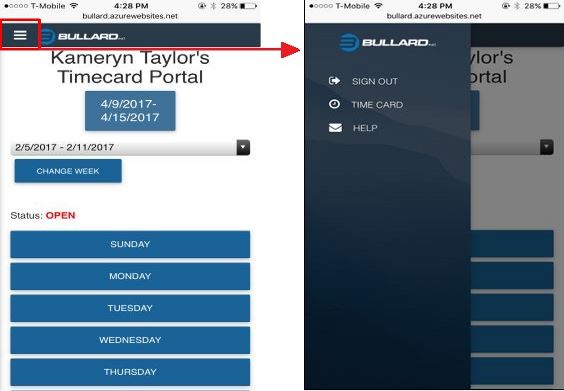 T-Mobile 4:28 PM 28%
bullard.azurewebsites.net
BULLARD
Kameryn Taylor's
Timecard Portal
4/9/2017-
4/15/2017
2/5/2017 - 2/11/2017
CHANGE WEEK
Status: OPEN
SUNDAY
MONDAY
TUESDAY
WEDNESDAY
THURSDAY
T-Mobile 4:28 PM 28%
bullard.azurewebsites.net
BULLARD
SIGN OUT
TIME CARD
HELP
ylor's
ortal